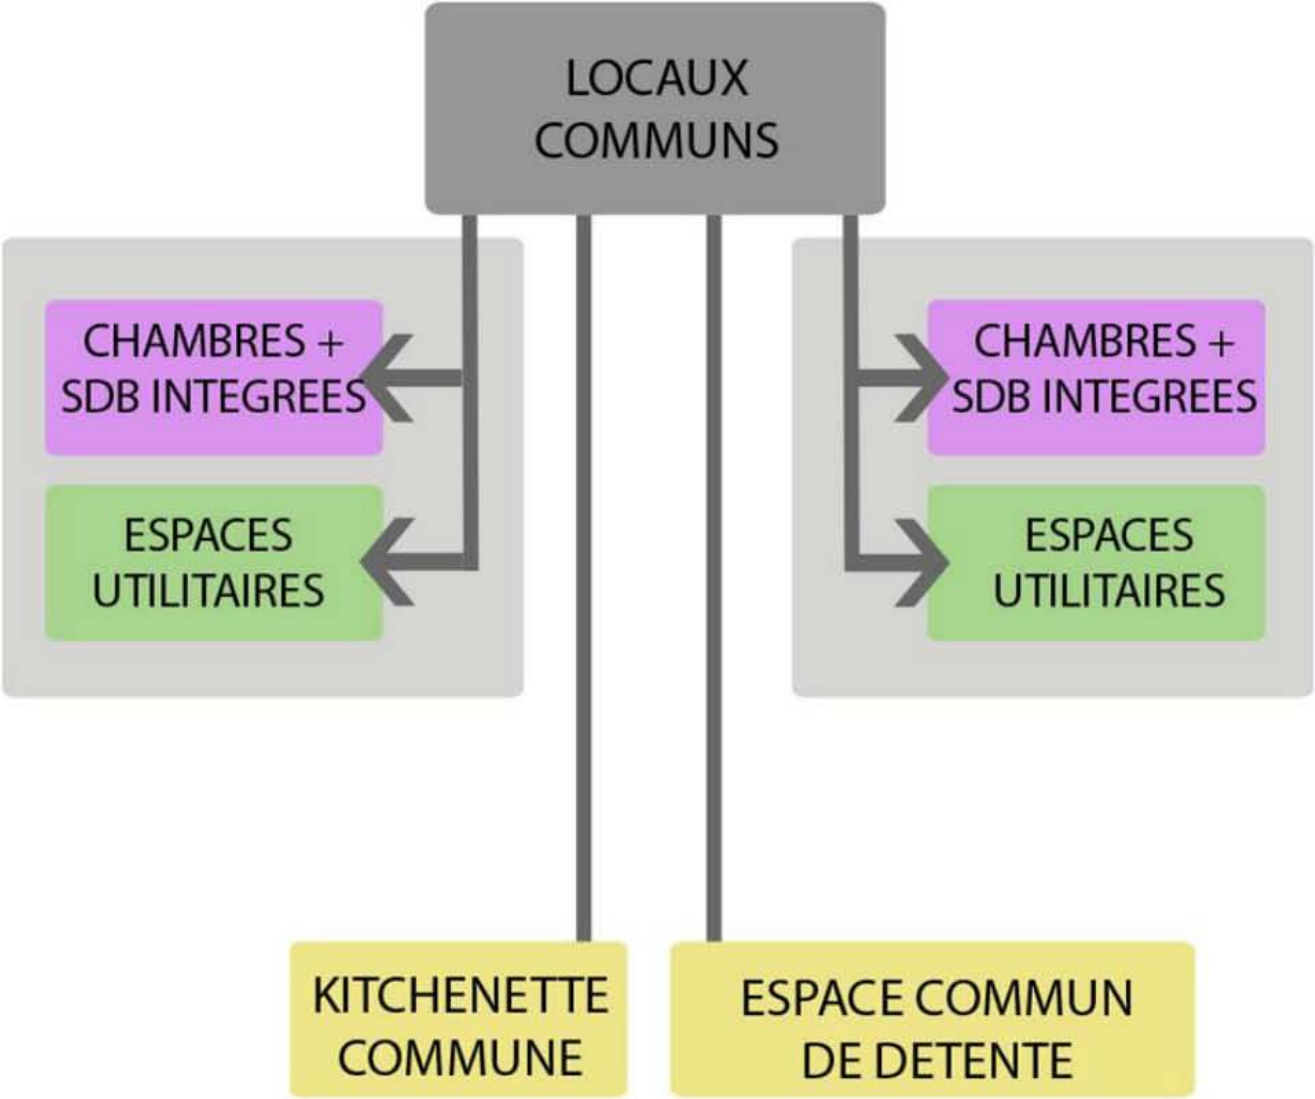 LOCAUX
COMMUNS
CHAMBRES +
SDB INTEGREES
ESPACES
UTILITAIRES
CHAMBRES +
SDB INTEGREES
ESPACES
UTILITAIRES
KITCHENETTE
COMMUNE
ESPACE COMMUN
DE DETENTE